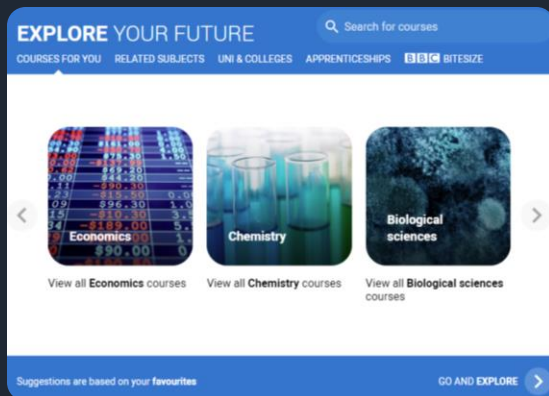 EXPLORE YOUR FUTURE
Search for courses
COURSES FOR YOU RELATED SUBJECTS UNI & COLLEGES APPRENTICESHIPS BBC BITESIZE
Economics
Chemistry
Biological
sciences
View all Economics courses
View all Chemistry courses
View all Biological sciences
courses
Suggestions are based on your favourites
GO AND EXPLORE